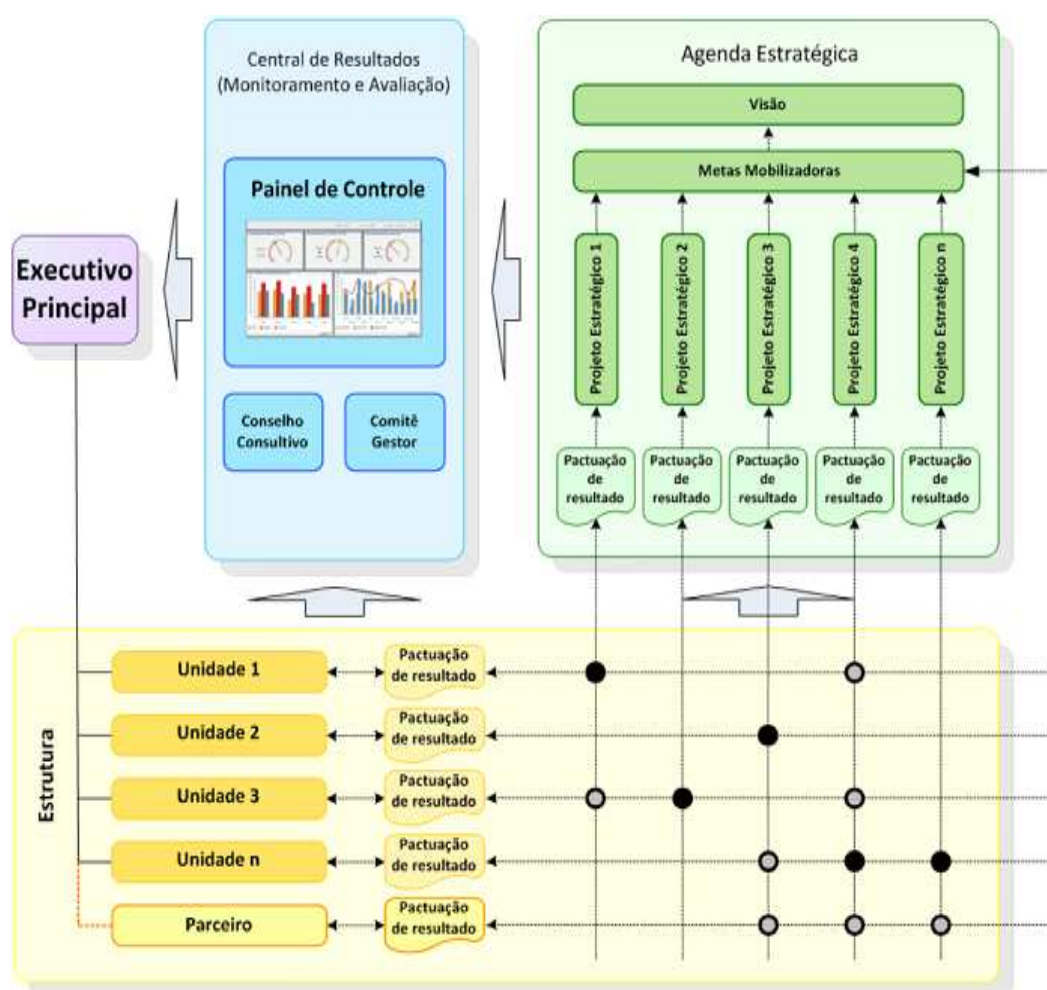 Central de Resultados
(Monitoramento e Avaliação)
Painel de Controle
Conselho
Consultivo
Comitê
Gestor
Executivo
Principal
Agenda Estratégica
Visão
Metas Mobilizadoras
Projeto Estratégico 1
Projeto Estratégico 2
Projeto Estratégico 3
Projeto Estratégico 4
Projeto Estratégico n
Pactuação
de
resultado
Pactuação
de
resultado
Pactuação
de
resultado
Pactuação
de
resultado
Pactuação
de
resultado
Estrutura
Unidade 1
Pactuação
de resultado
Unidade 2
Pactuação
de resultado
Unidade 3
Pactuação
de resultado
Unidade n
Pactuação
de resultado
Parceiro
Pactuação
de resultado